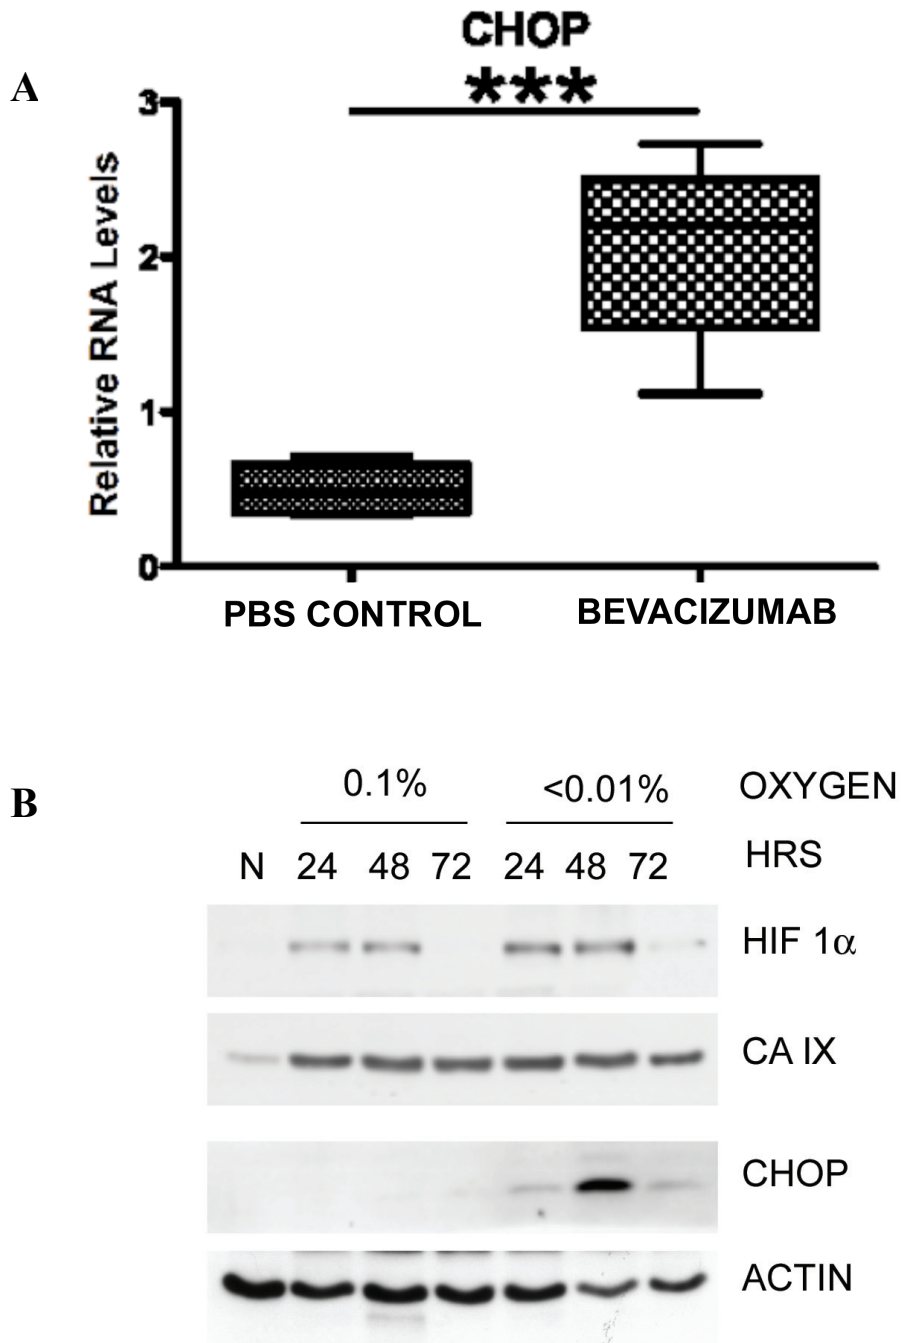 A
CHOP
***
3
2
1
0
Relative RNA Levels
PBS CONTROL
BEVACIZUMAB
B
0.1% <0.01% OXYGEN
N 24 48 72 24 48 72 HRS
HIF 1α
CA IX
CHOP
ACTIN